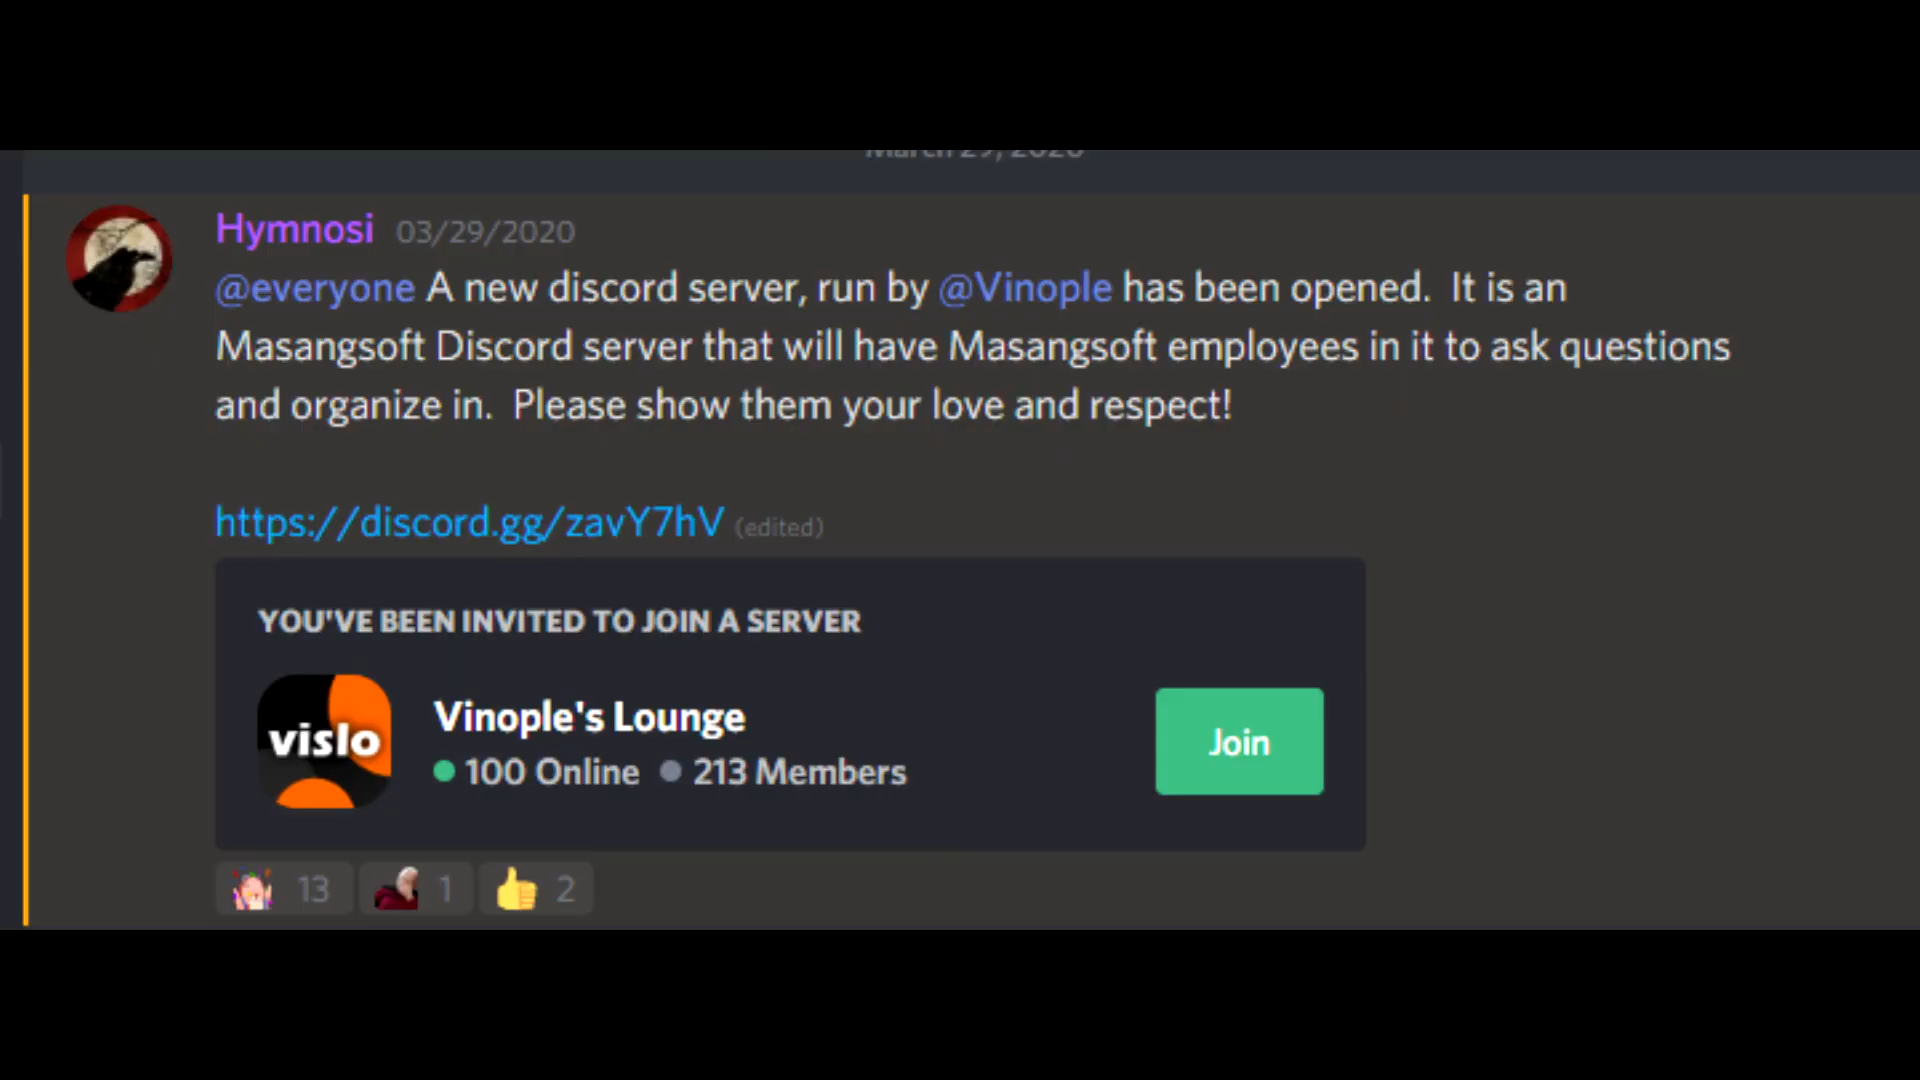 March 29, 2020
Hymnosi 03/29/2020
@everyone A new discord server, run by @Vinople has been opened.  It is an
Masangsoft Discord server that will have Masangsoft employees in it to ask questions
and organize in.  Please show them your love and respect!
https://discord.gg/zavY7hV (edited)
YOU'VE BEEN INVITED TO JOIN A SERVER
vislo
Vinople's Lounge
100 Online 213 Members
Join
13 1 2